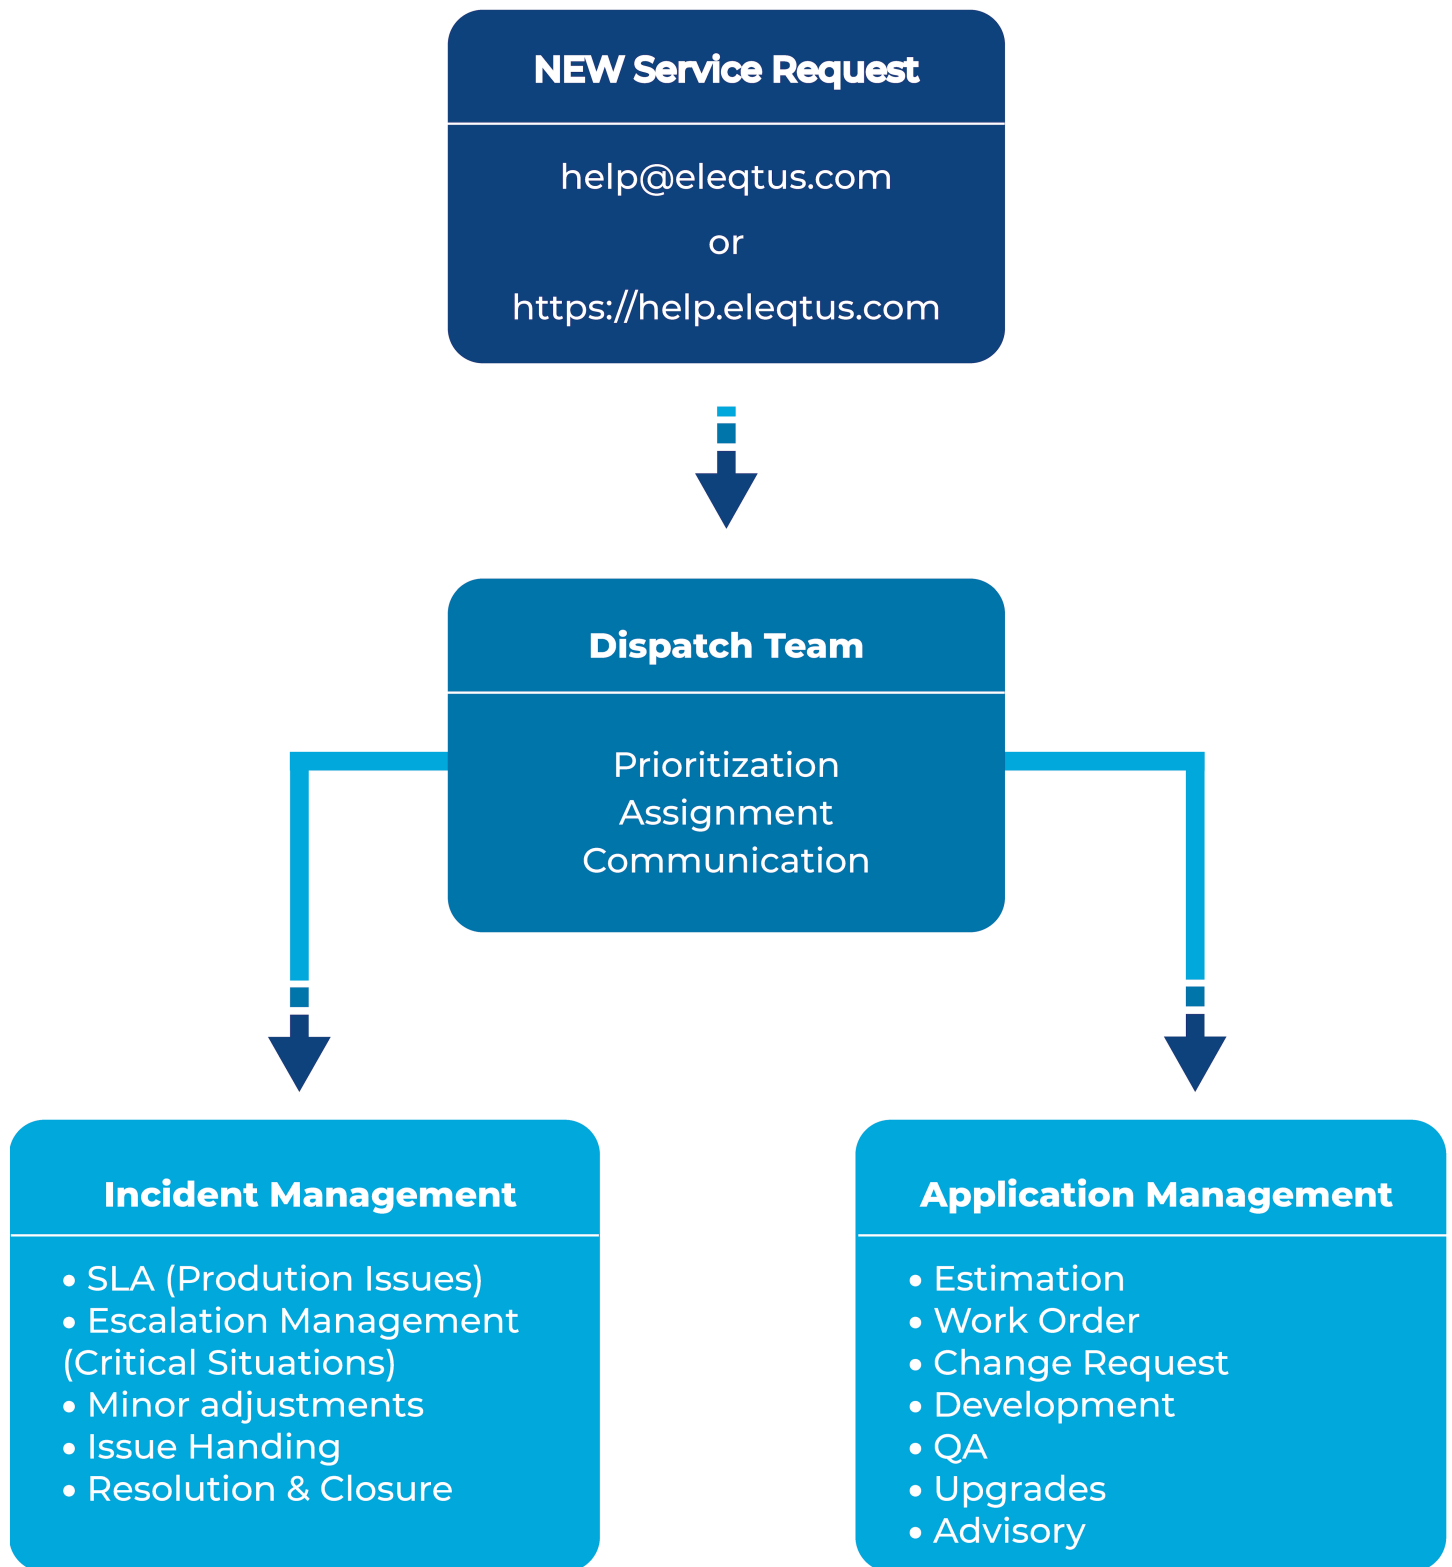 NEW Service Request
help@eleqtus.com
or
https://help.eleqtus.com
Dispatch Team
Prioritization
Assignment
Communication
Incident Management
• SLA (Prodution Issues)
• Escalation Management
(Critical Situations)
• Minor adjustments
• Issue Handing
• Resolution & Closure
Application Management
• Estimation
• Work Order
• Change Request
• Development
• QA
• Upgrades
• Advisory